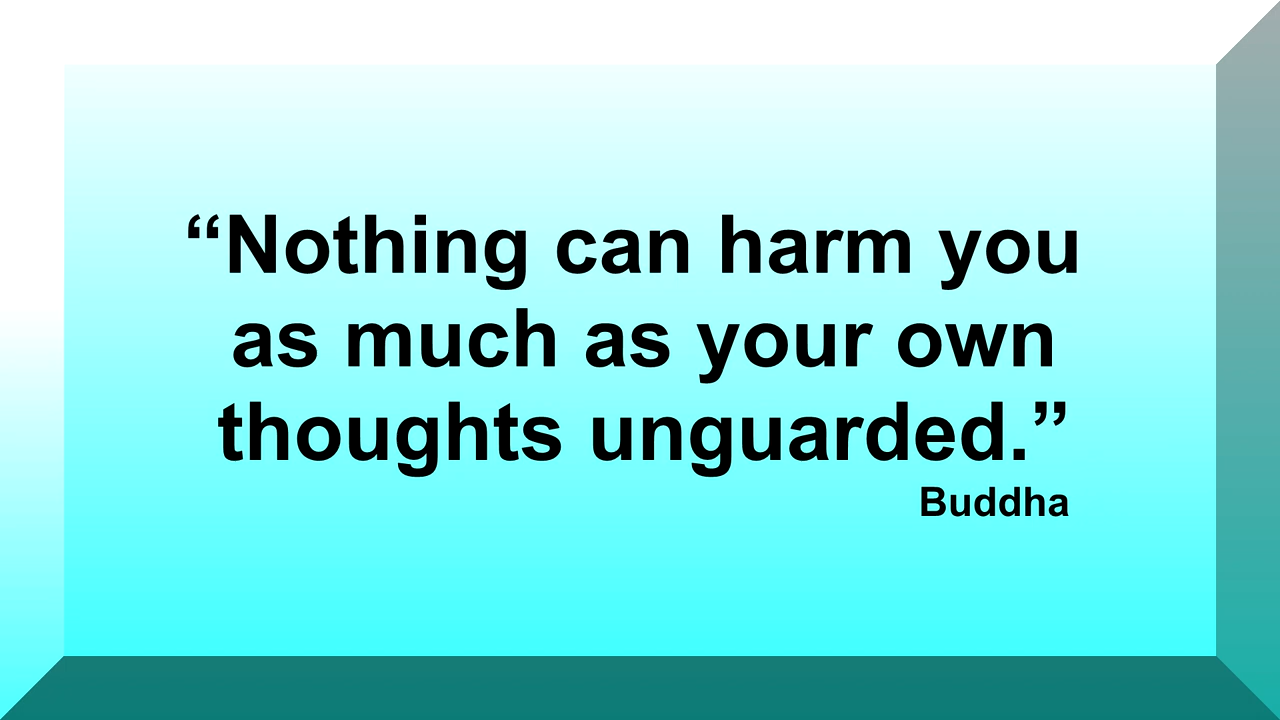 “Nothing can harm you
as much as your own
thoughts unguarded.”
Buddha